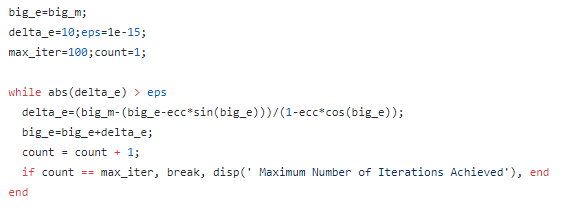 big_e=big_m;
delta_e=10;eps=1e-15;
max_iter=100;count=1;
while abs(delta_e) > eps
delta_e=(big_m-(big_e-ecc*sin(big_e)))/(1-ecc*cos(big_e));
big_e=big_e+delta_e;
count = count + 1;
if count == max_iter, break, disp(' Maximum Number of Iterations Achieved'), end
end